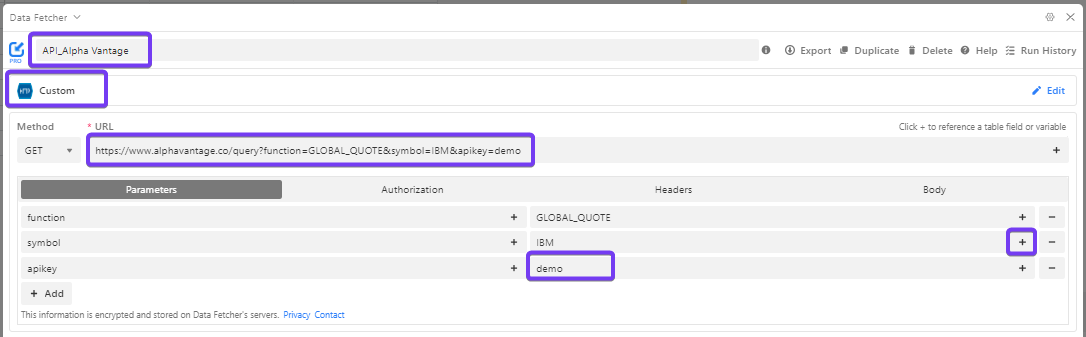 Data Fetcher
API_Alpha Vantage
PRO
Export Duplicate Delete Help Run History
Custom
Edit
Method * URL
Click + to reference a table field or variable
GET https://www.alphavantage.co/query?function=GLOBAL_QUOTE&symbol=IBM&apikey=demo +
Parameters Authorization Headers Body
function + GLOBAL_QUOTE + −
symbol + IBM + −
apikey + demo + −
+ Add
This information is encrypted and stored on Data Fetcher's servers. Privacy Contact